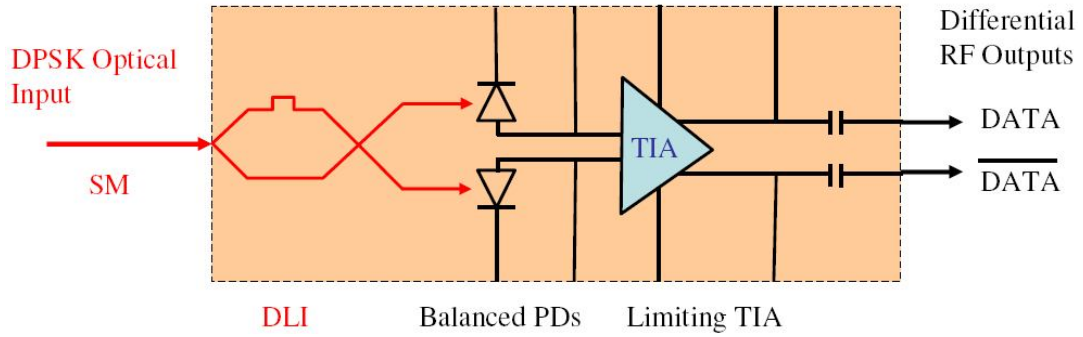 DPSK Optical
Input
SM
DLI
Balanced PDs
TIA
Limiting TIA
Differential
RF Outputs
DATA
DATA